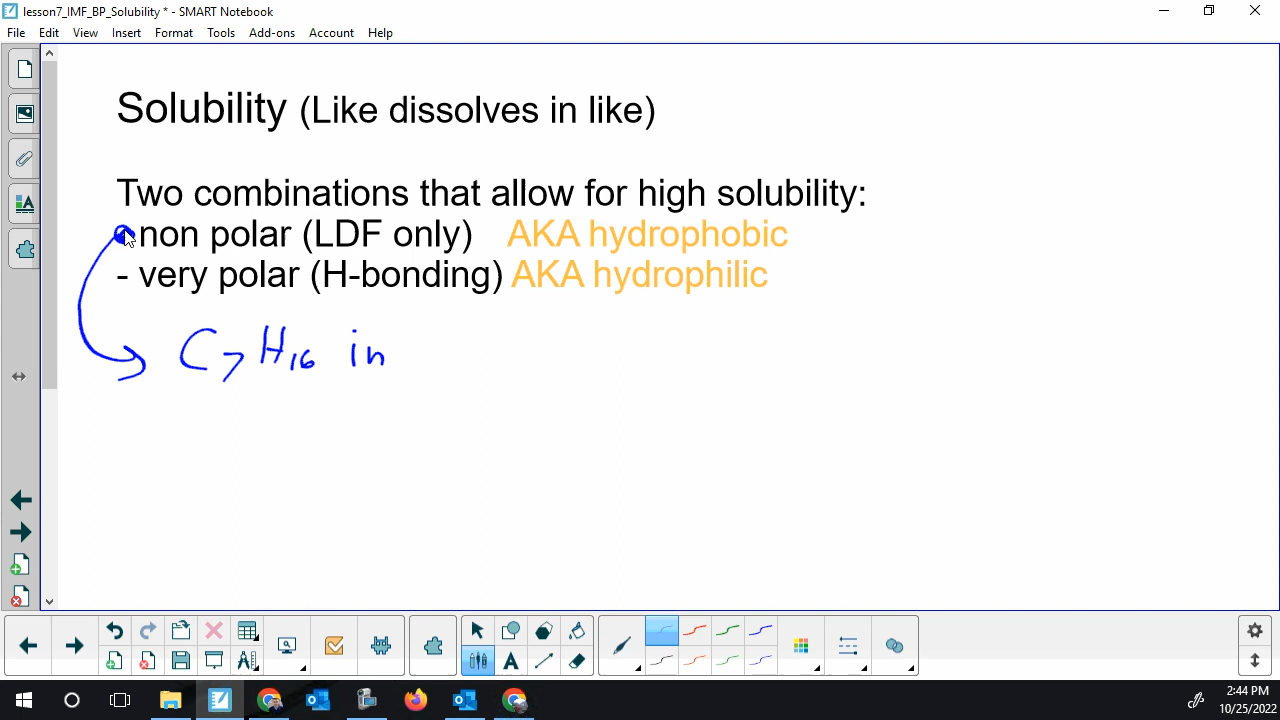 lesson7_IMF_BP_Solubility * - SMART Notebook
File Edit View Insert Format Tools Add-ons Account Help
Solubility (Like dissolves in like)
Two combinations that allow for high solubility:
non polar (LDF only) AKA hydrophobic
- very polar (H-bonding) AKA hydrophilic
C7H16 in
2:44 PM
10/25/2022